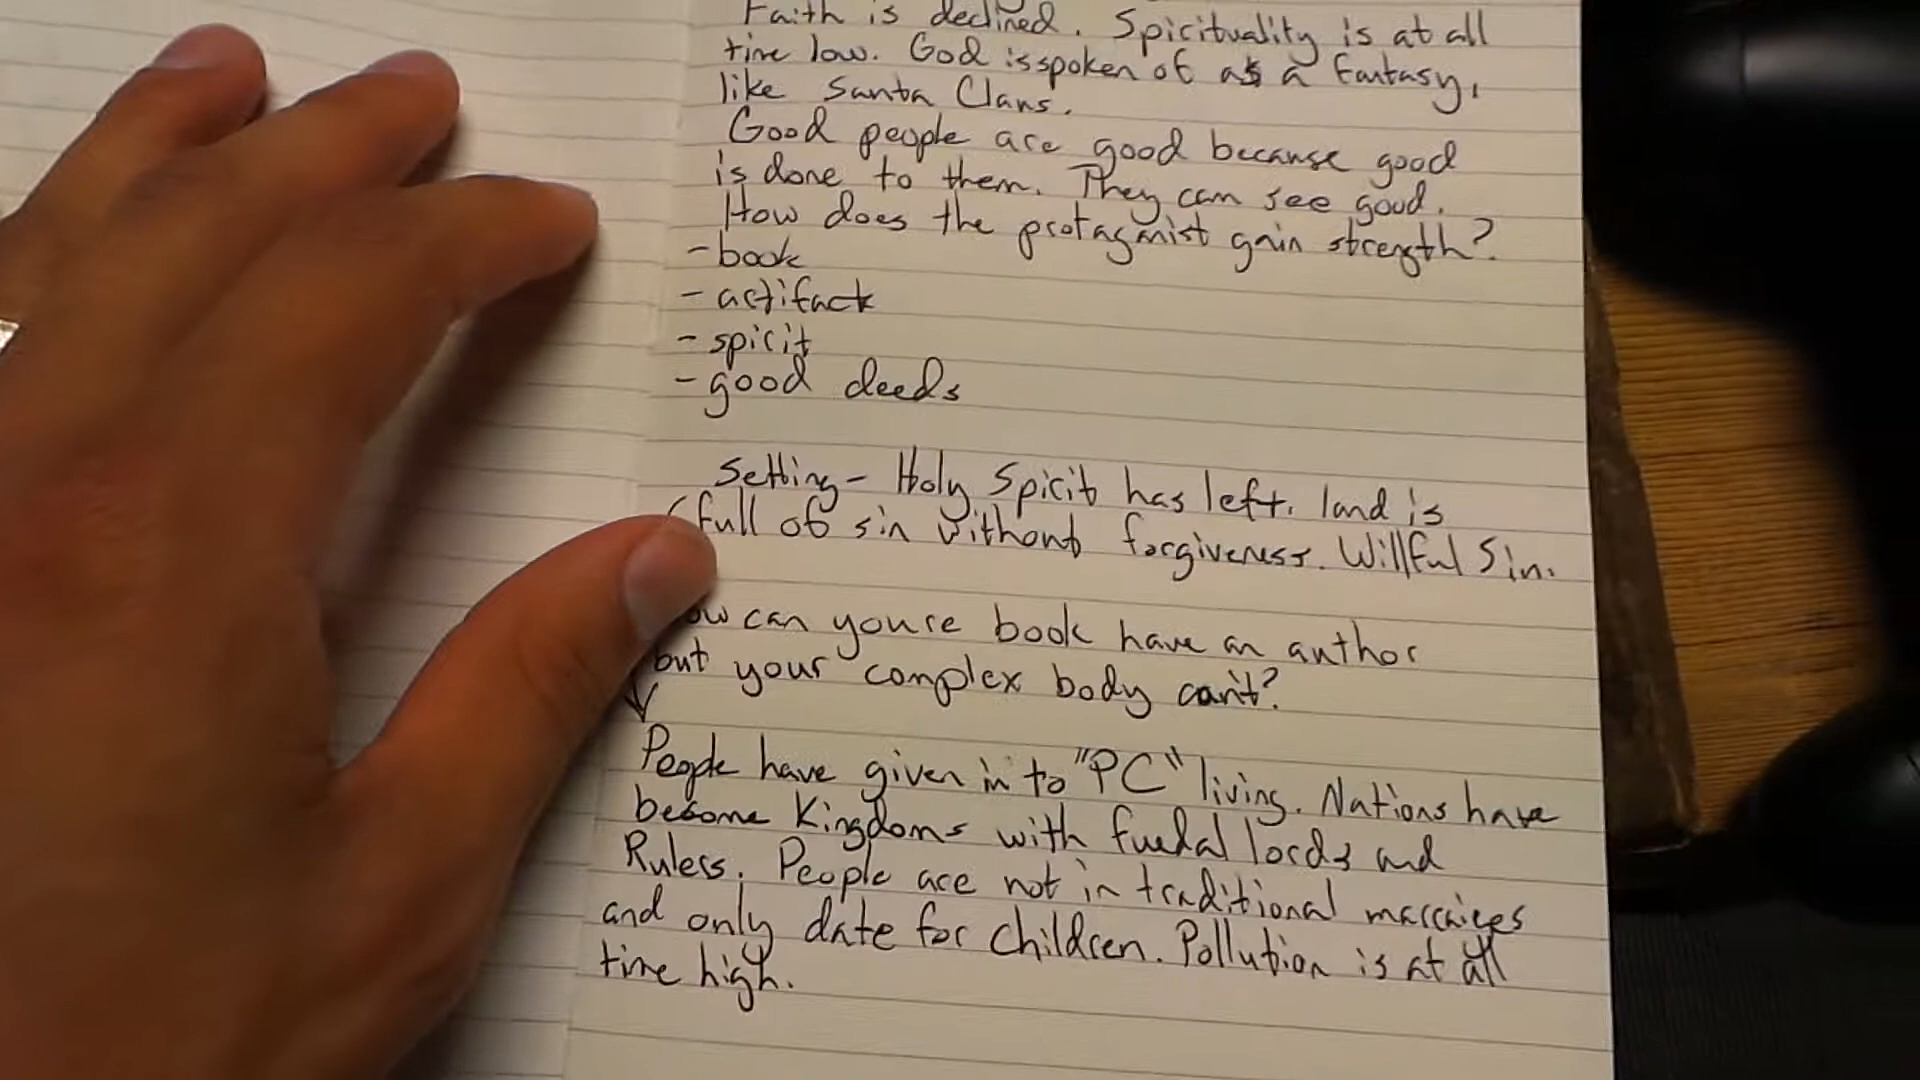 Faith is declined. Spirituality is at all
time low. God is spoken of as a fantasy,
like Santa Claus.
Good people are good because good
is done to them. They can see good.
How does the protaganist gain strength?
- book
- artifact
- spirit
- good deeds
Setting - Holy Spirit has left. land is
full of sin without forgiveness. Willful Sin.
can youre book have an author
but your complex body can't?
People have given in to "PC" living. Nations have
become Kingdoms with fuedal lords and
Rulers. People are not in traditional marraiges
and only date for children. Pollution is at all
time high.